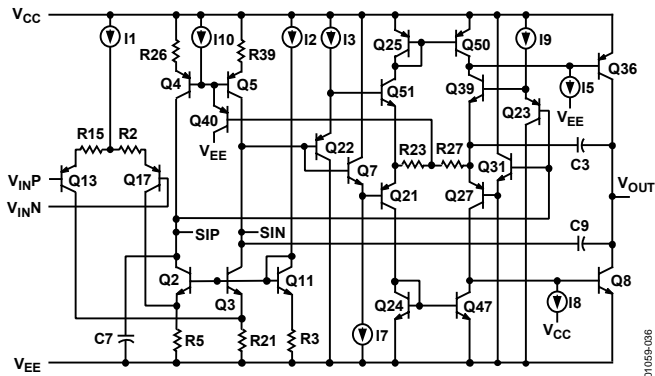 VCC
I1
I10
I2
I3
I9
R26
R39
Q25
Q50
Q4
Q5
Q36
Q51
Q39
I5
Q40
Q23
VEE
R15
R2
VEE
Q22
R23
R27
Q31
C3
VINP
Q13
Q17
Q7
Q21
Q27
VOUT
VINN
SIP
SIN
C9
Q2
Q11
Q8
Q3
Q24
Q47
I8
C7
R5
R21
R3
I7
VCC
VEE
01059-036